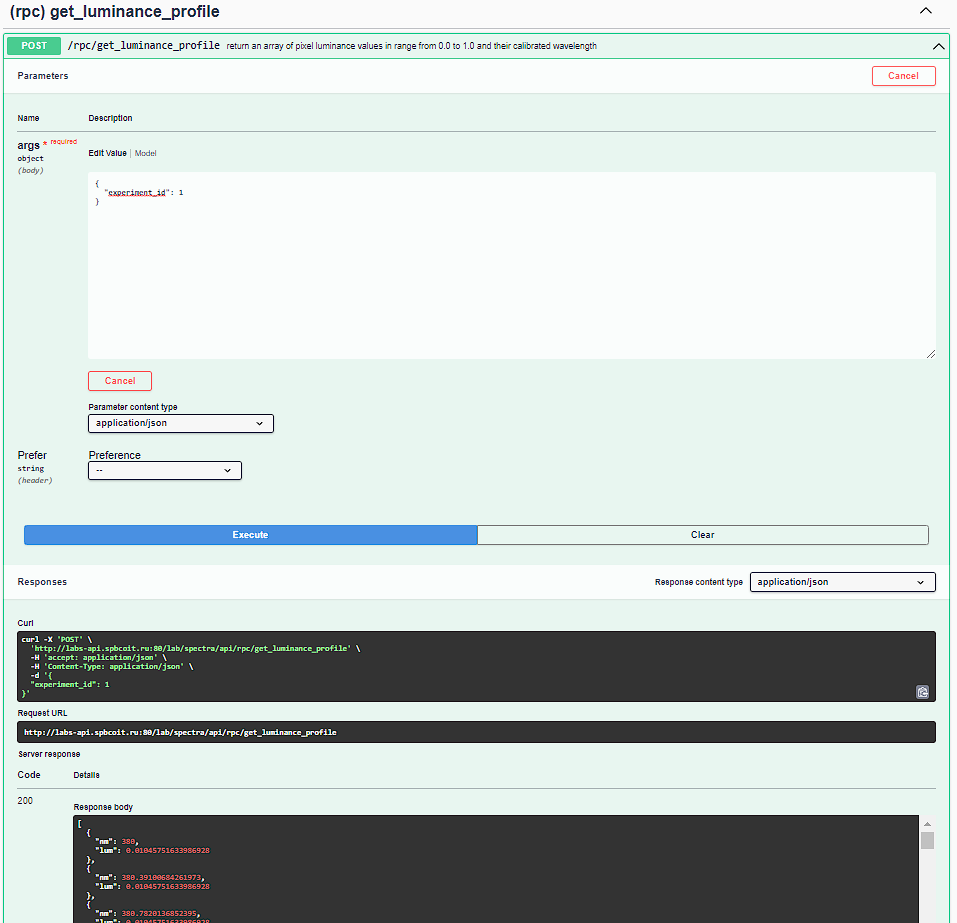 (rpc) get_luminance_profile
POST /rpc/get_luminance_profile return an array of pixel luminance values in range from 0.0 to 1.0 and their calibrated wavelength
Parameters
Cancel
Name Description
args * required
object
(body)
Edit Value | Model
{
"experiment_id": 1
}
Cancel
Parameter content type
application/json
Prefer
string
(header)
Preference
--
Execute Clear
Responses
Response content type application/json
Curl
curl -X 'POST' \
'http://labs-api.spbcoit.ru:80/lab/spectra/api/rpc/get_luminance_profile' \
-H 'accept: application/json' \
-H 'Content-Type: application/json' \
-d '{
"experiment_id": 1
}'
Request URL
http://labs-api.spbcoit.ru:80/lab/spectra/api/rpc/get_luminance_profile
Server response
Code Details
200
Response body
[
{
"nm": 380,
"lum": 0.01045751633986928
},
{
"nm": 380.39100684261973,
"lum": 0.01045751633986928
},
{
"nm": 380.7820136852395,
"lum": 0.01045751633986928